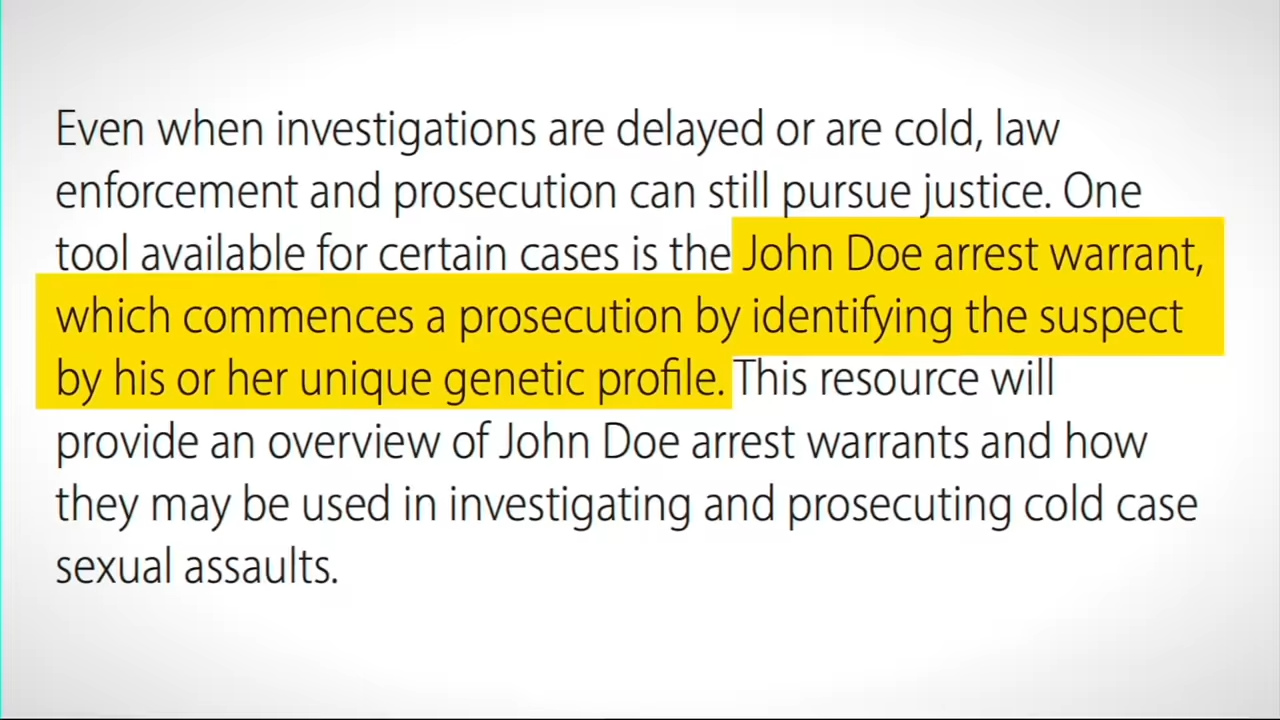 Even when investigations are delayed or are cold, law
enforcement and prosecution can still pursue justice. One
tool available for certain cases is the John Doe arrest warrant,
which commences a prosecution by identifying the suspect
by his or her unique genetic profile. This resource will
provide an overview of John Doe arrest warrants and how
they may be used in investigating and prosecuting cold case
sexual assaults.